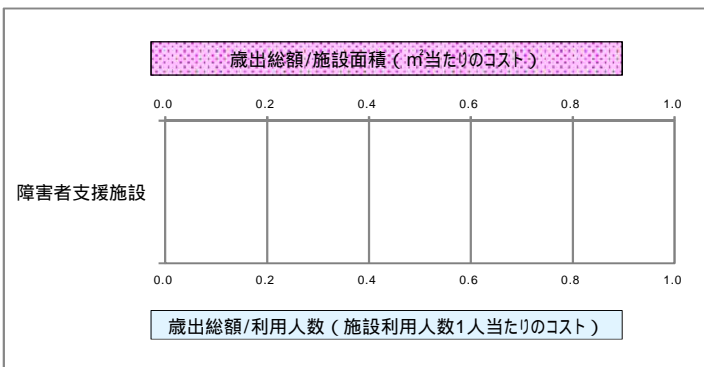 歳出総額/施設面積（㎡当たりのコスト）
0.0 0.2 0.4 0.6 0.8 1.0
障害者支援施設
0.0 0.2 0.4 0.6 0.8 1.0
歳出総額/利用人数（施設利用人数1人当たりのコスト）